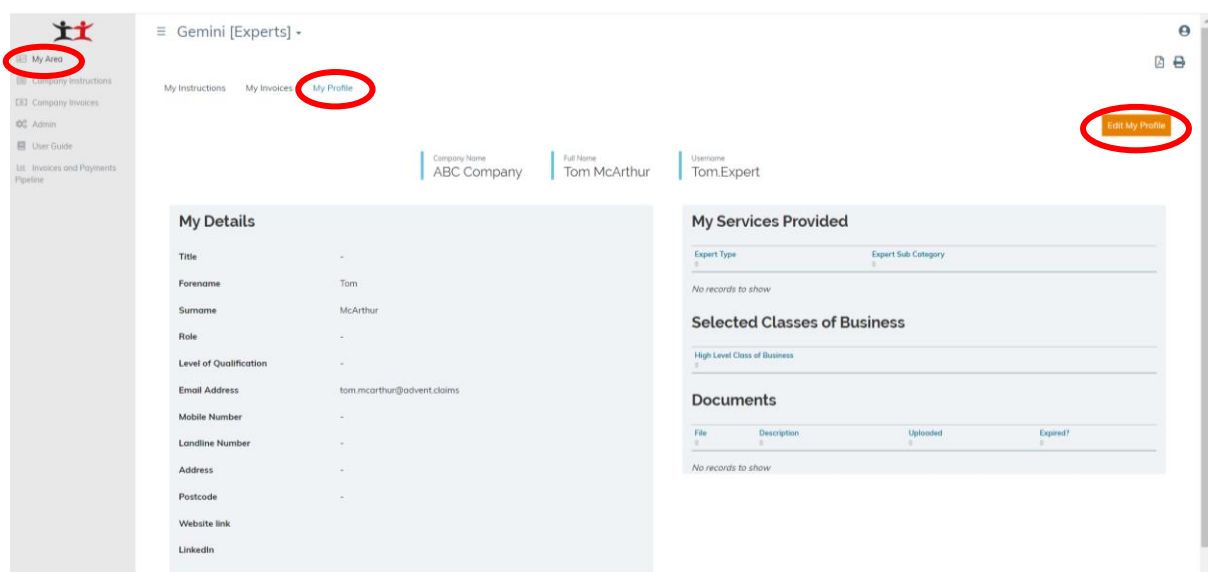 Gemini [Experts]
My Area
Company Instructions
Company Invoices
Admin
User Guide
Invoices and Payments
Pipeline
My Instructions My Invoices My Profile
Edit My Profile
Company Name Full Name Username
ABC Company Tom McArthur Tom.Expert
My Details
Title -
Forename Tom
Surname McArthur
Role -
Level of Qualification -
Email Address tom.mcarthur@advent.claims
Mobile Number -
Landline Number -
Address -
Postcode -
Website link
LinkedIn
My Services Provided
Expert Type Expert Sub Category
No records to show
Selected Classes of Business
High Level Class of Business
Documents
File Description Uploaded Expired?
No records to show